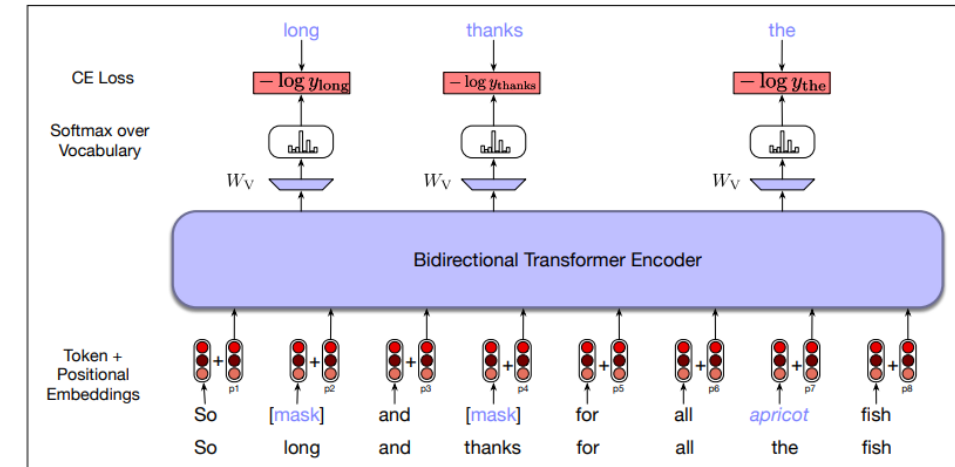 long thanks the
CE Loss − log y_long − log y_thanks − log y_the
Softmax over
Vocabulary
W_V W_V W_V
Bidirectional Transformer Encoder
Token +
Positional
Embeddings
+ + + + + + + +
p1 p2 p3 p4 p5 p6 p7 p8
So [mask] and [mask] for all apricot fish
So long and thanks for all the fish